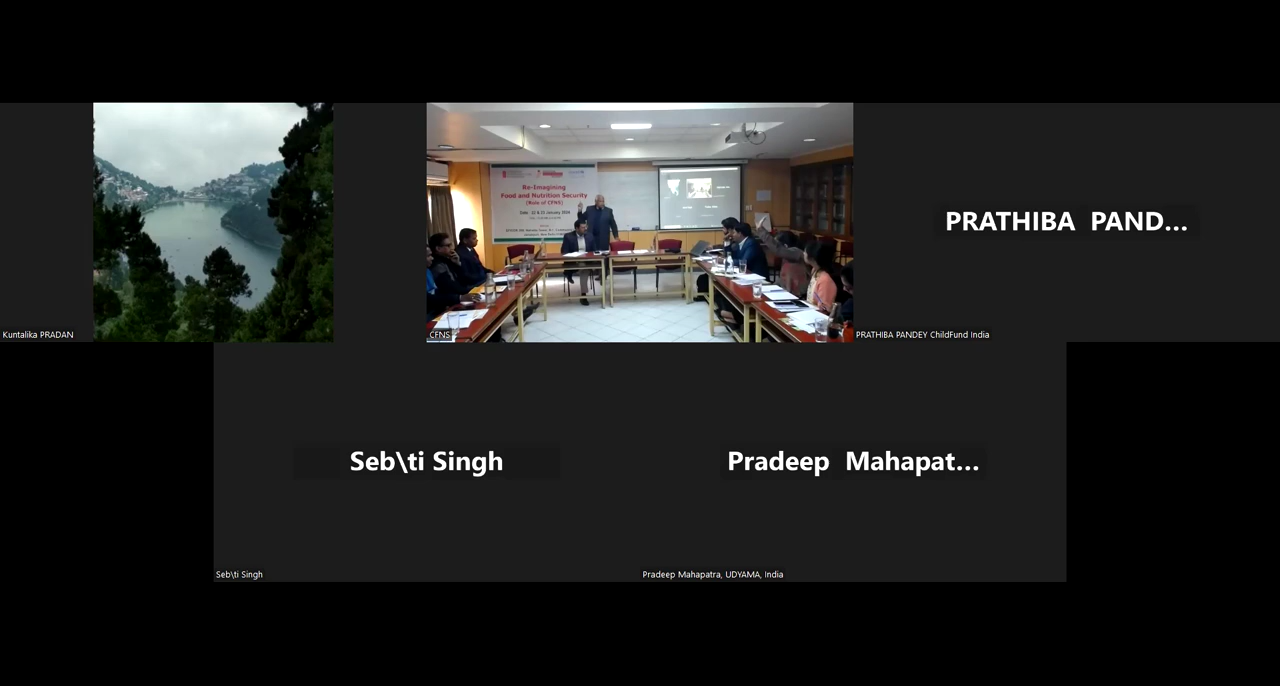 Re-Imagining
Food and Nutrition Security
(Role of CFNS)
Kuntalika PRADAN
CFNS
PRATHIBA PAND...
PRATHIBA PANDEY ChildFund India
Seb\ti Singh
Pradeep Mahapat...
Seb\ti Singh
Pradeep Mahapatra, UDYAMA, India